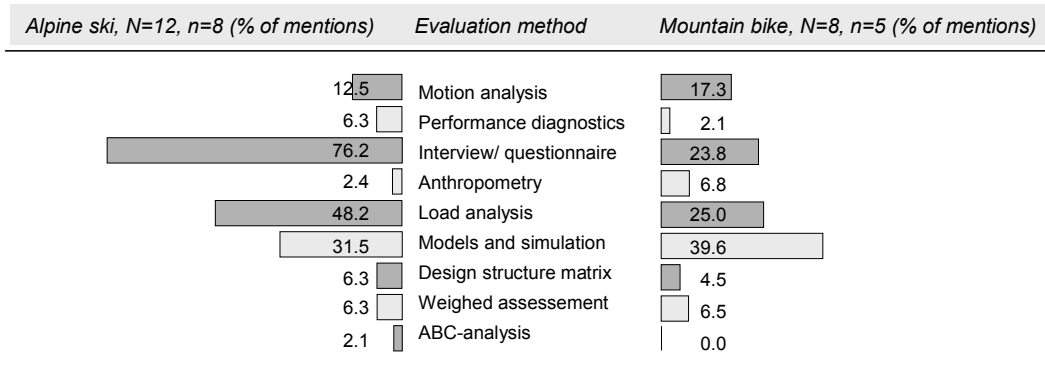 Alpine ski, N=12, n=8 (% of mentions) Evaluation method Mountain bike, N=8, n=5 (% of mentions)
12.5 Motion analysis 17.3
6.3 Performance diagnostics 2.1
76.2 Interview/ questionnaire 23.8
2.4 Anthropometry 6.8
48.2 Load analysis 25.0
31.5 Models and simulation 39.6
6.3 Design structure matrix 4.5
6.3 Weighed assessement 6.5
2.1 ABC-analysis 0.0